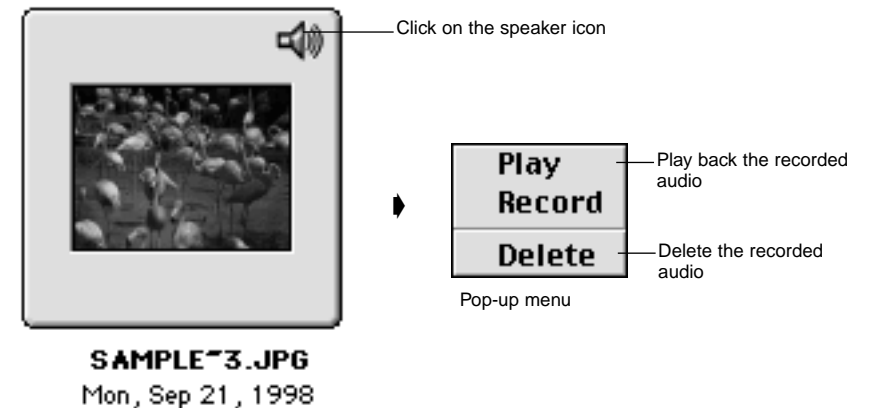 Click on the speaker icon
Play
Record
Delete
Play back the recorded
audio
Delete the recorded
audio
Pop-up menu
SAMPLE~3.JPG
Mon, Sep 21, 1998